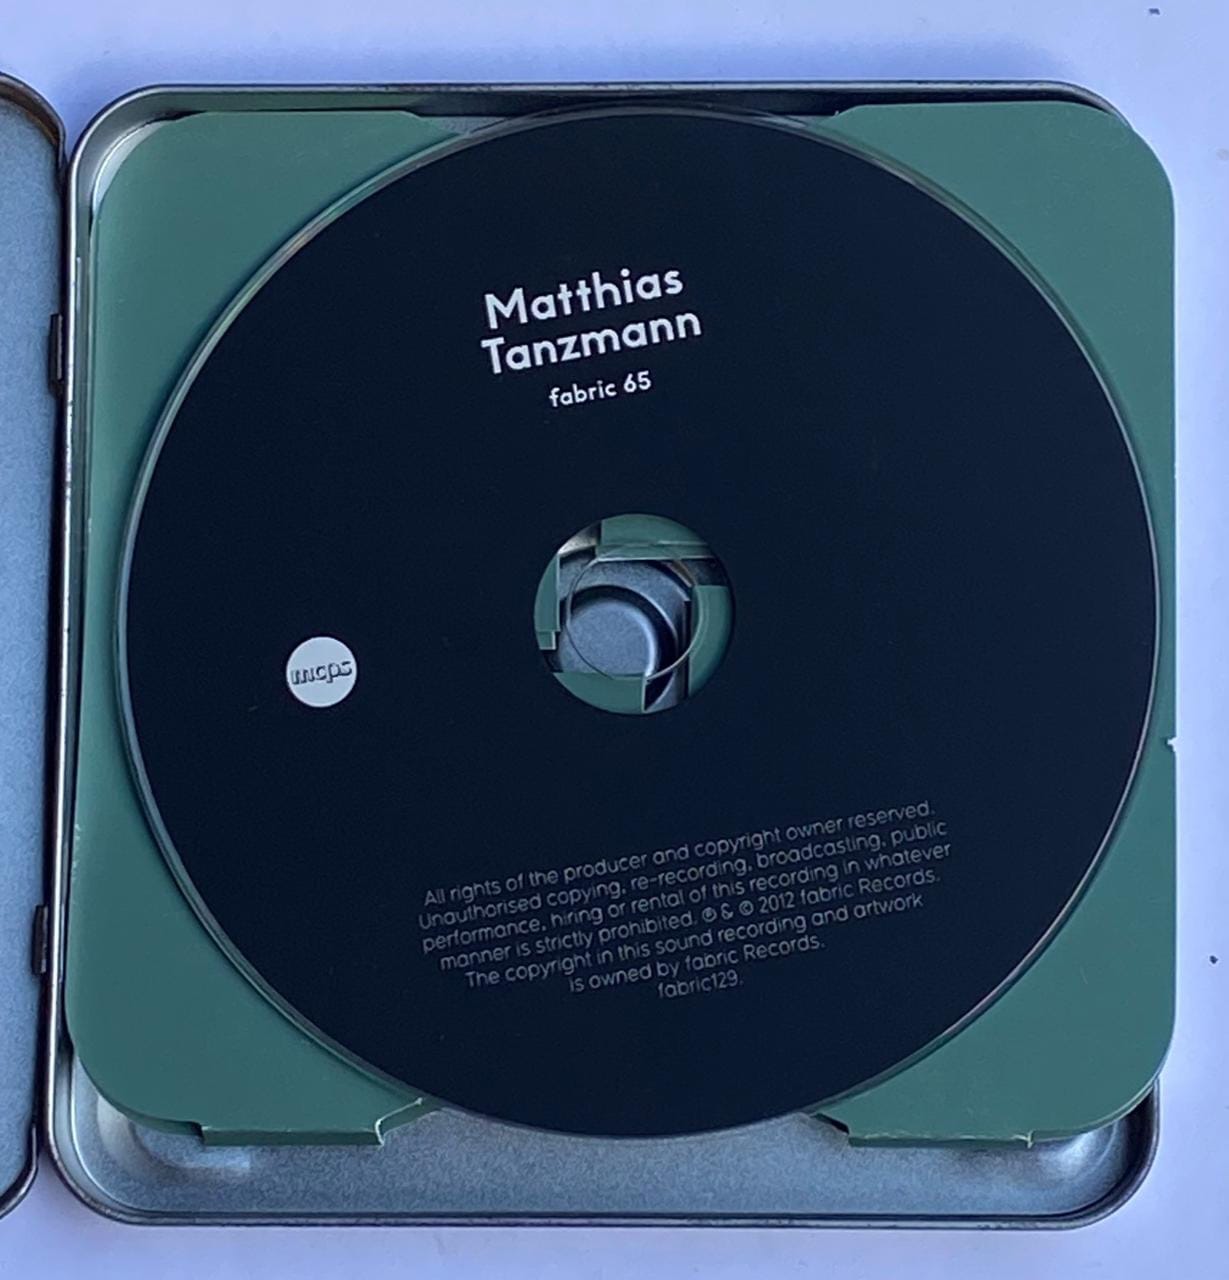 Matthias
Tanzmann
fabric 65
mcps
All rights of the producer and copyright owner reserved.
Unauthorised copying, re-recording, broadcasting, public
performance, hiring or rental of this recording in whatever
manner is strictly prohibited. ℗ & © 2012 fabric Records.
The copyright in this sound recording and artwork
is owned by fabric Records.
fabric129.